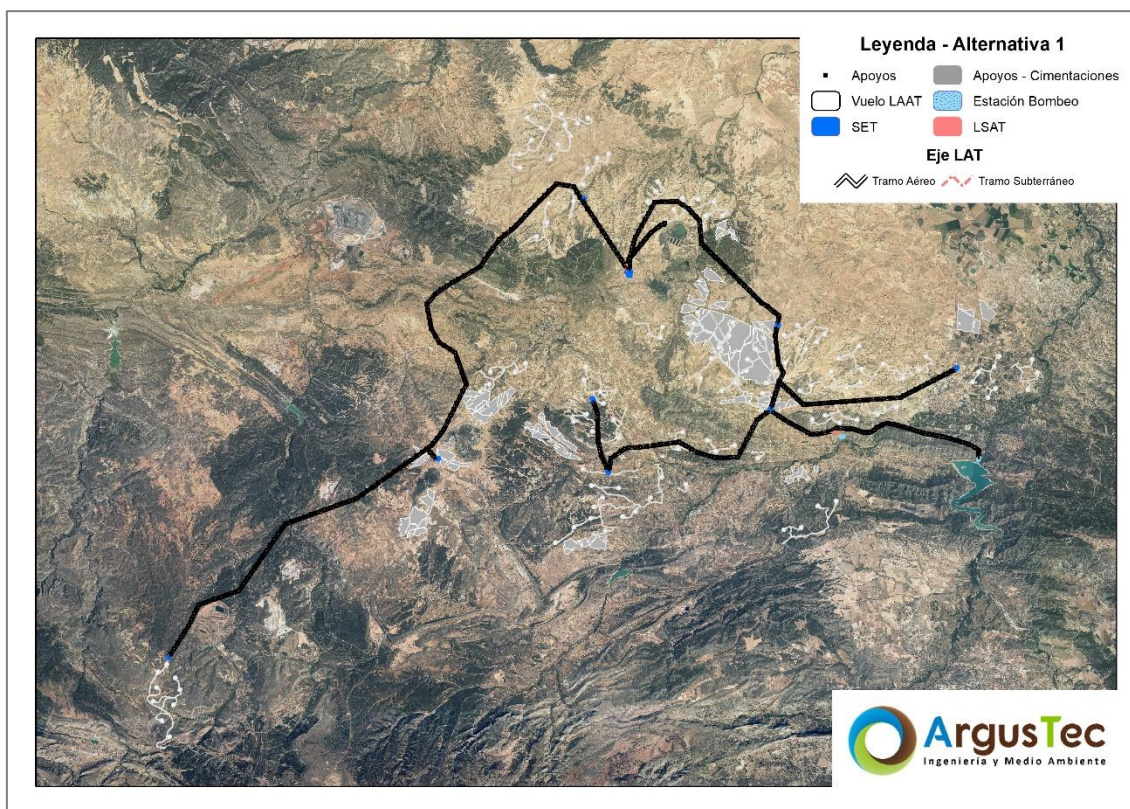 Leyenda - Alternativa 1
Apoyos
Apoyos - Cimentaciones
Vuelo LAAT
Estación Bombeo
SET
LSAT
Eje LAT
Tramo Aéreo
Tramo Subterráneo
ArgusTec
Ingeniería y Medio Ambiente